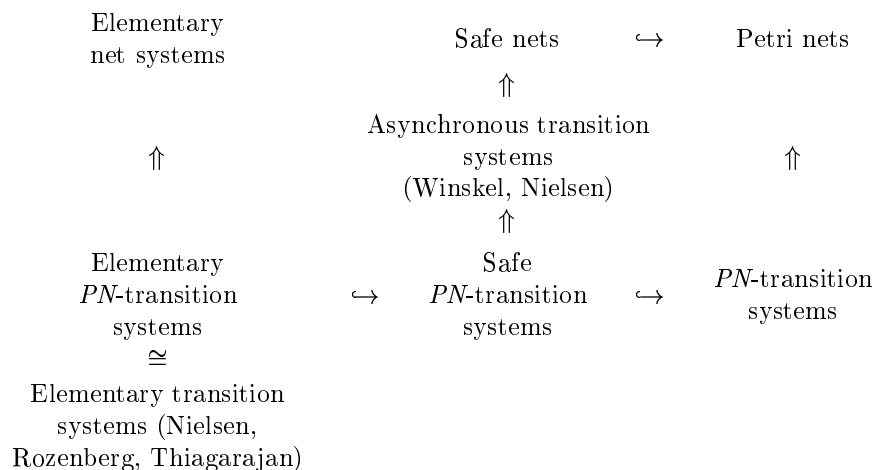 Elementary
net systems
Safe nets ↪ Petri nets
⇑
Asynchronous transition
systems
(Winskel, Nielsen)
⇑ ⇑
⇑
Elementary
PN-transition
systems
↪
Safe
PN-transition
systems
↪
PN-transition
systems
≅
Elementary transition
systems (Nielsen,
Rozenberg, Thiagarajan)